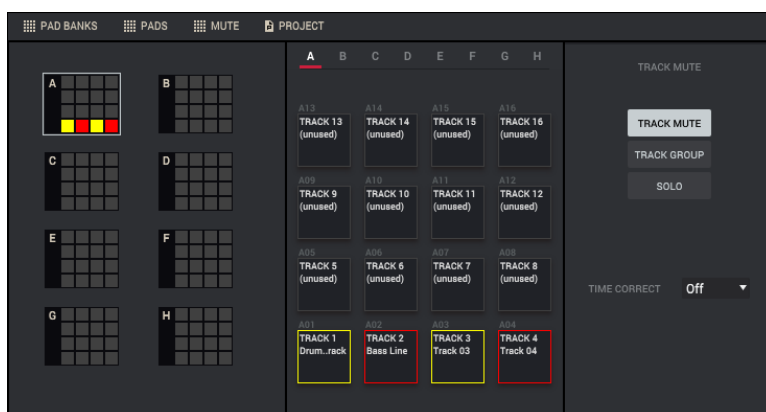 PAD BANKS PADS MUTE PROJECT
A B C D E F G H
TRACK MUTE
A B
C D
E F
G H
A13 A14 A15 A16
TRACK 13 TRACK 14 TRACK 15 TRACK 16
(unused) (unused) (unused) (unused)
A09 A10 A11 A12
TRACK 9 TRACK 10 TRACK 11 TRACK 12
(unused) (unused) (unused) (unused)
A05 A06 A07 A08
TRACK 5 TRACK 6 TRACK 7 TRACK 8
(unused) (unused) (unused) (unused)
A01 A02 A03 A04
TRACK 1 TRACK 2 TRACK 3 TRACK 4
Drum..rack Bass Line Track 03 Track 04
TRACK MUTE
TRACK GROUP
SOLO
TIME CORRECT Off